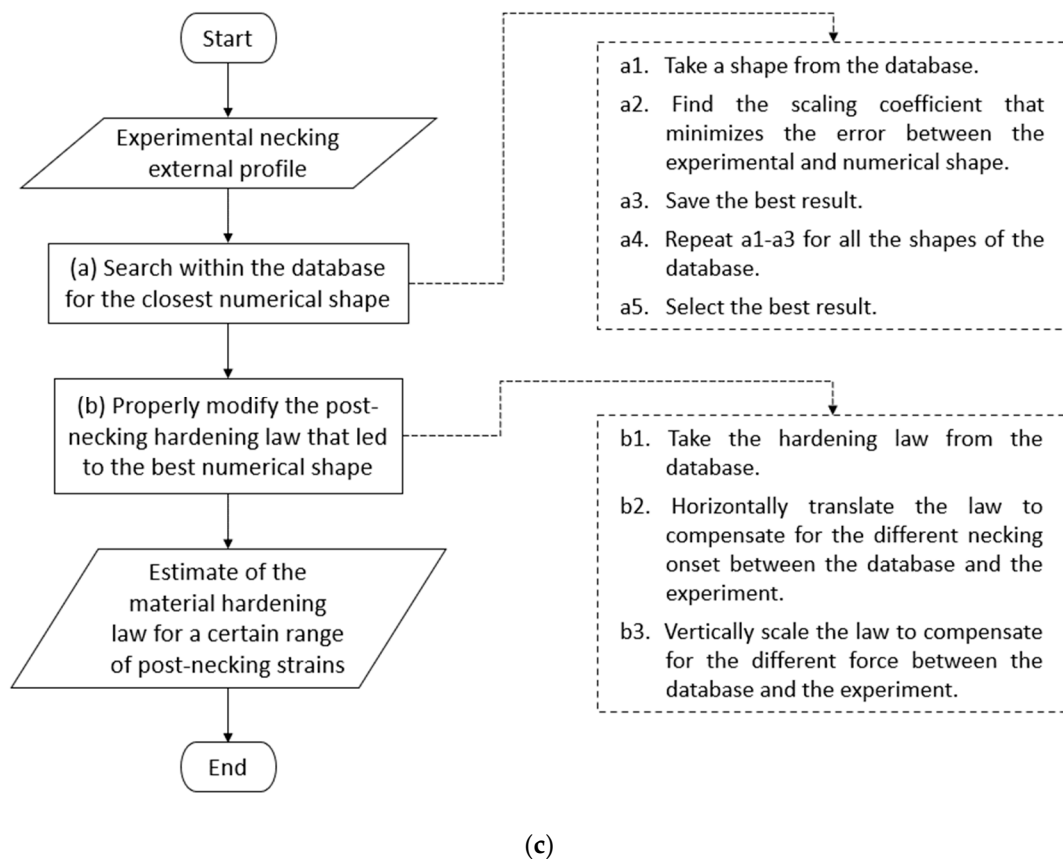 Start
Experimental necking
external profile
(a) Search within the database
for the closest numerical shape
(b) Properly modify the post-
necking hardening law that led
to the best numerical shape
Estimate of the
material hardening
law for a certain range
of post-necking strains
End
a1. Take a shape from the database.
a2. Find the scaling coefficient that
minimizes the error between the
experimental and numerical shape.
a3. Save the best result.
a4. Repeat a1-a3 for all the shapes of the
database.
a5. Select the best result.
b1. Take the hardening law from the
database.
b2. Horizontally translate the law to
compensate for the different necking
onset between the database and the
experiment.
b3. Vertically scale the law to compensate
for the different force between the
database and the experiment.
(c)